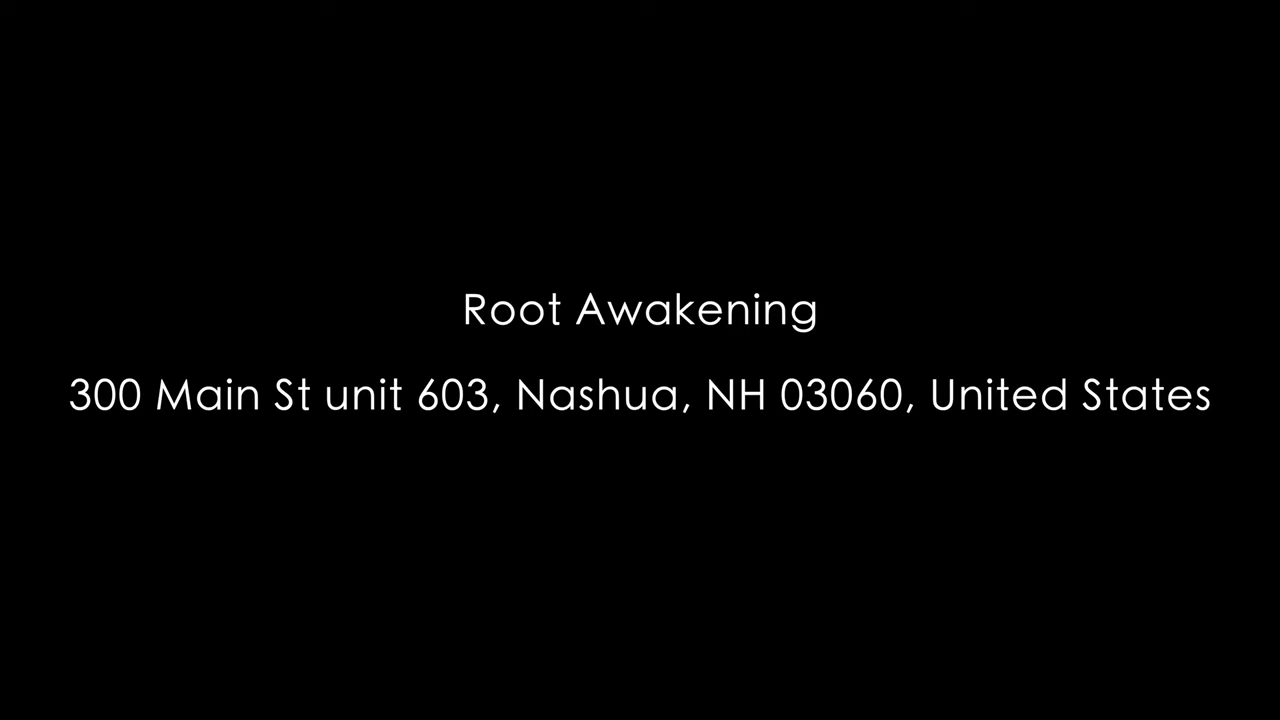 Root Awakening
300 Main St unit 603, Nashua, NH 03060, United States